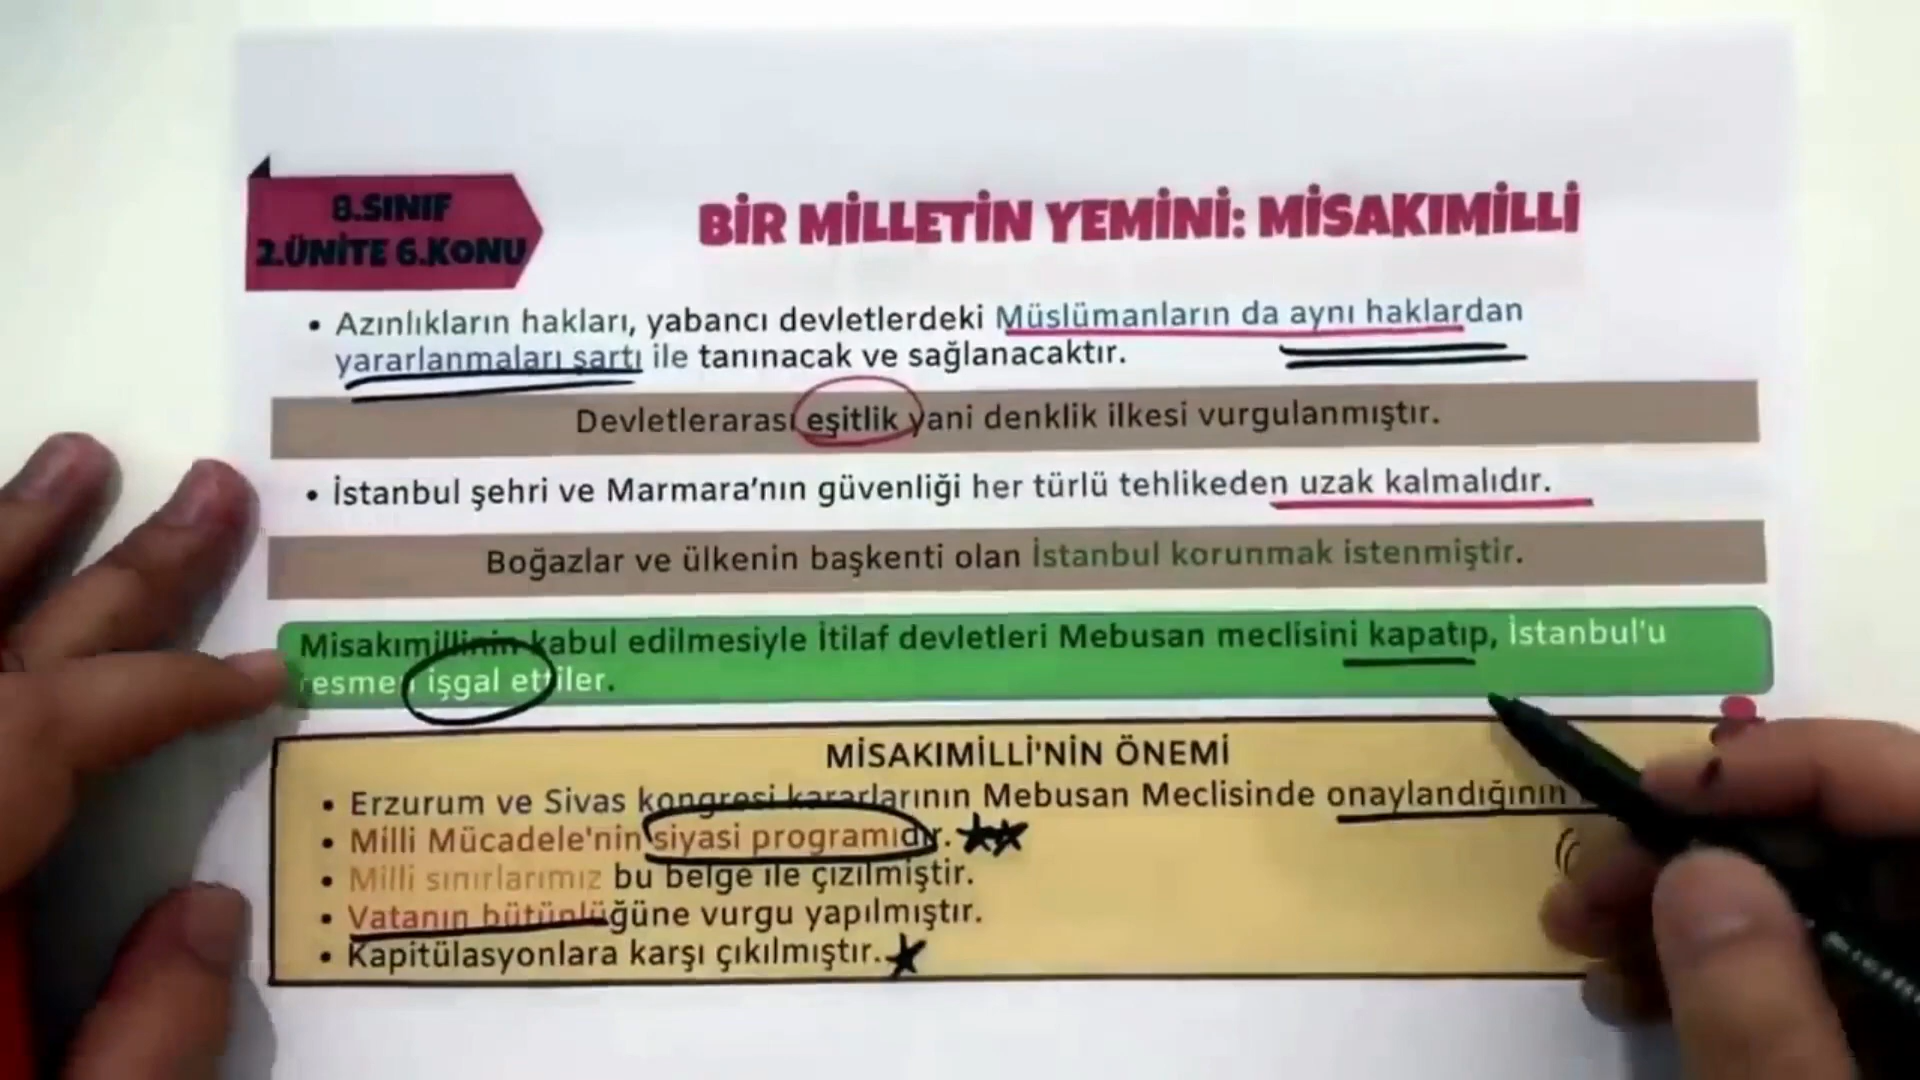 8.SINIF
2.ÜNİTE 6.KONU
BİR MİLLETİN YEMİNİ: MİSAKIMİLLİ
• Azınlıkların hakları, yabancı devletlerdeki Müslümanların da aynı haklardan
yararlanmaları şartı ile tanınacak ve sağlanacaktır.
Devletlerarası eşitlik yani denklik ilkesi vurgulanmıştır.
• İstanbul şehri ve Marmara’nın güvenliği her türlü tehlikeden uzak kalmalıdır.
Boğazlar ve ülkenin başkenti olan İstanbul korunmak istenmiştir.
Misakımillinin kabul edilmesiyle İtilaf devletleri Mebusan meclisini kapatıp, İstanbul'u
resmen işgal ettiler.
MİSAKIMİLLİ'NİN ÖNEMİ
• Erzurum ve Sivas kongresi kararlarının Mebusan Meclisinde onaylandığının
• Milli Mücadele'nin siyasi programıdır.
• Milli sınırlarımız bu belge ile çizilmiştir.
• Vatanın bütünlüğüne vurgu yapılmıştır.
• Kapitülasyonlara karşı çıkılmıştır.